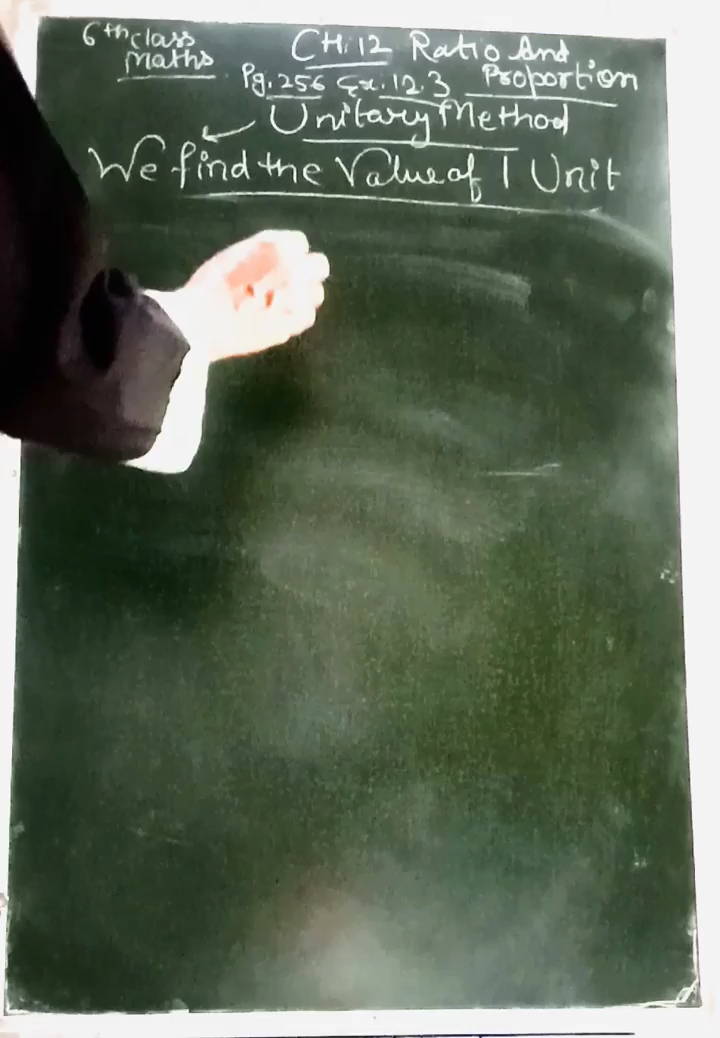 6th class
Maths
CH. 12 Ratio And
Proportion
Pg. 256 Ex. 12.3
Unitary Method
We find the Value of 1 Unit